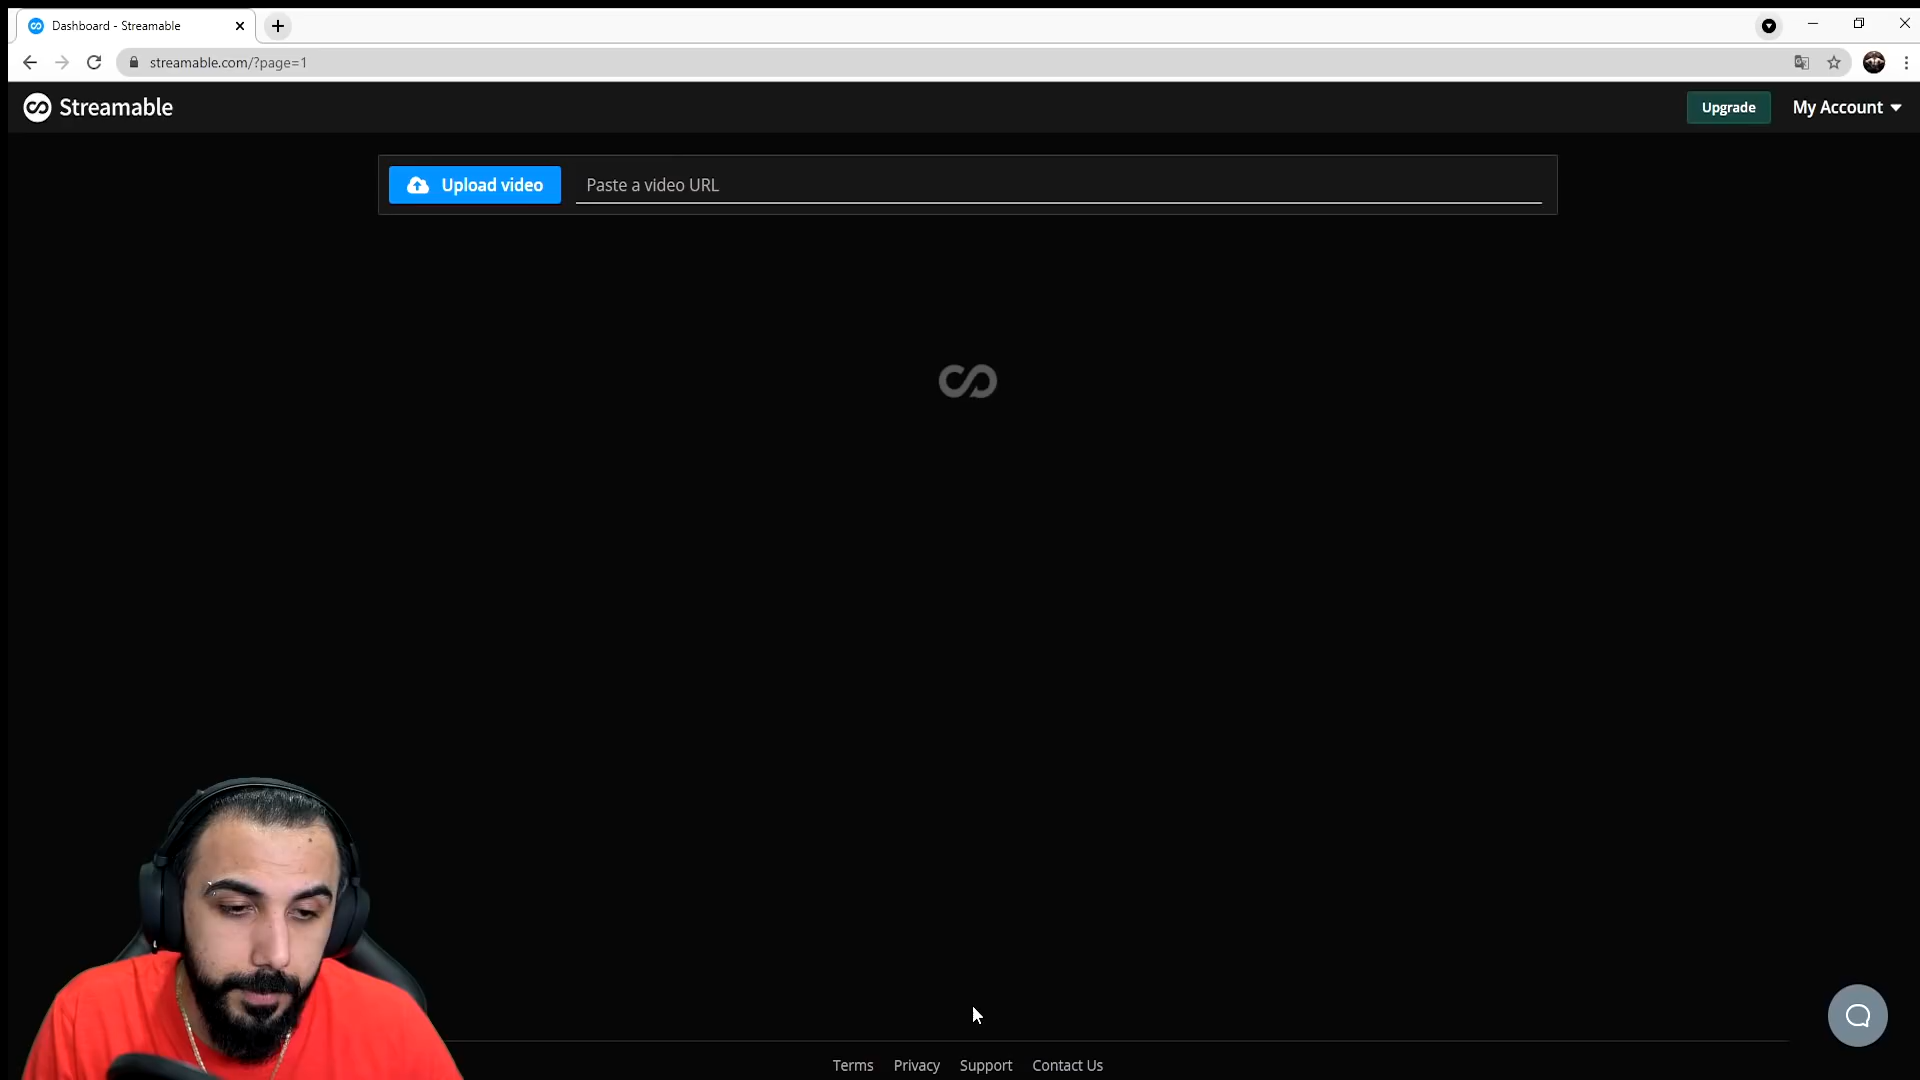 Dashboard - Streamable
streamable.com/?page=1
Streamable
Upgrade
My Account
Upload video
Paste a video URL
Terms
Privacy
Support
Contact Us